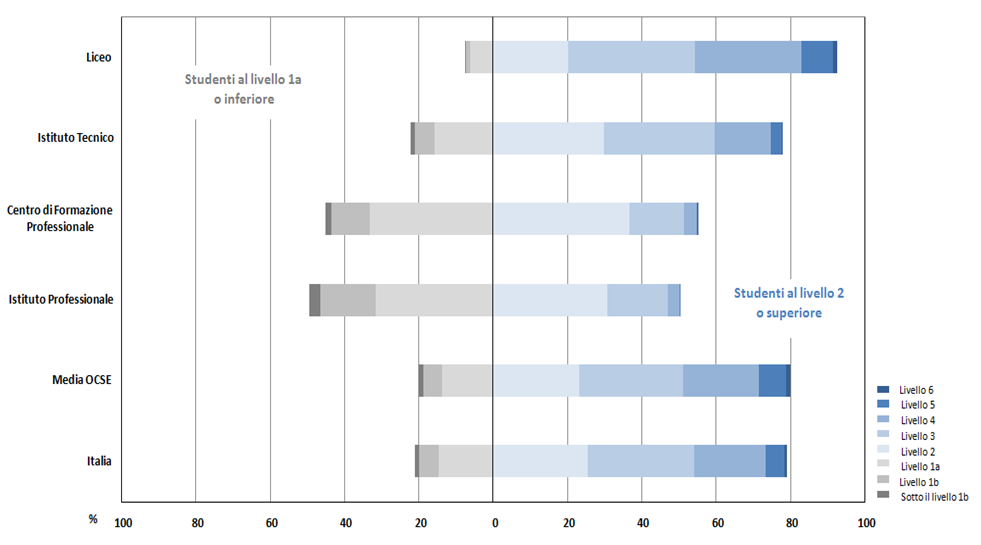 Liceo
Studenti al livello 1a
o inferiore
Istituto Tecnico
Centro di Formazione
Professionale
Istituto Professionale
Studenti al livello 2
o superiore
Media OCSE
Italia
Livello 6
Livello 5
Livello 4
Livello 3
Livello 2
Livello 1a
Livello 1b
Sotto il livello 1b
% 100 80 60 40 20 0 20 40 60 80 100